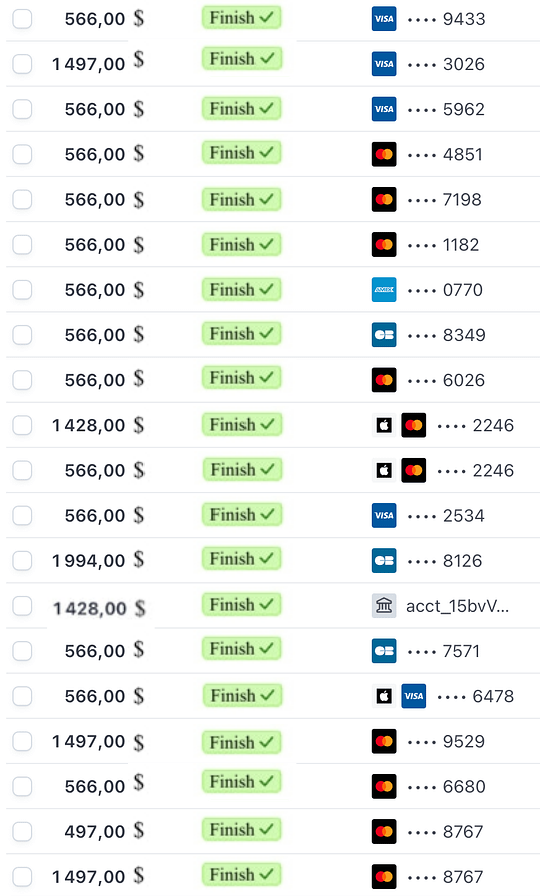 566,00 $ Finish ✓ VISA •••• 9433
1 497,00 $ Finish ✓ VISA •••• 3026
566,00 $ Finish ✓ VISA •••• 5962
566,00 $ Finish ✓ •••• 4851
566,00 $ Finish ✓ •••• 7198
566,00 $ Finish ✓ •••• 1182
566,00 $ Finish ✓ AMEX •••• 0770
566,00 $ Finish ✓ CB •••• 8349
566,00 $ Finish ✓ •••• 6026
1 428,00 $ Finish ✓ •••• 2246
566,00 $ Finish ✓ •••• 2246
566,00 $ Finish ✓ VISA •••• 2534
1 994,00 $ Finish ✓ CB •••• 8126
1 428,00 $ Finish ✓ acct_15bvV...
566,00 $ Finish ✓ CB •••• 7571
566,00 $ Finish ✓ VISA •••• 6478
1 497,00 $ Finish ✓ •••• 9529
566,00 $ Finish ✓ •••• 6680
497,00 $ Finish ✓ •••• 8767
1 497,00 $ Finish ✓ •••• 8767